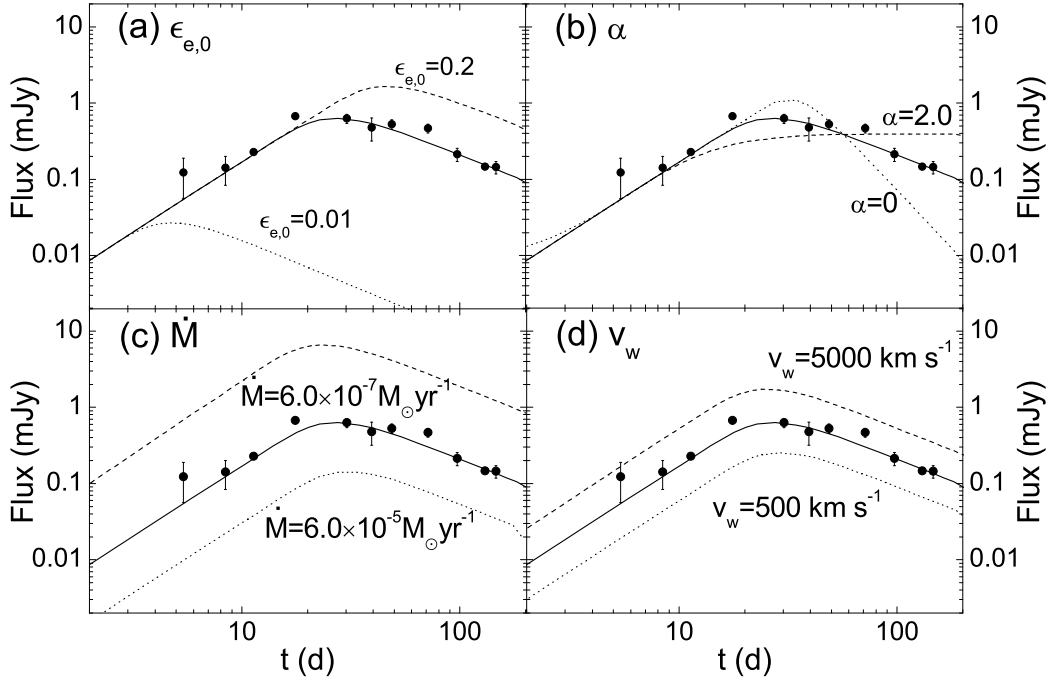 (a) ϵe,0
(b) α
10
1
0.1
0.01
Flux (mJy)
ϵe,0=0.2
ϵe,0=0.01
α=2.0
α=0
10
1
0.1
0.01
Flux (mJy)
(c) Ṁ
(d) vw
10
1
0.1
0.01
Flux (mJy)
Ṁ=6.0×10⁻⁷M⊙yr⁻¹
Ṁ=6.0×10⁻⁵M⊙yr⁻¹
vw=5000 km s⁻¹
vw=500 km s⁻¹
10
1
0.1
0.01
Flux (mJy)
10 100
10 100
t (d)
t (d)